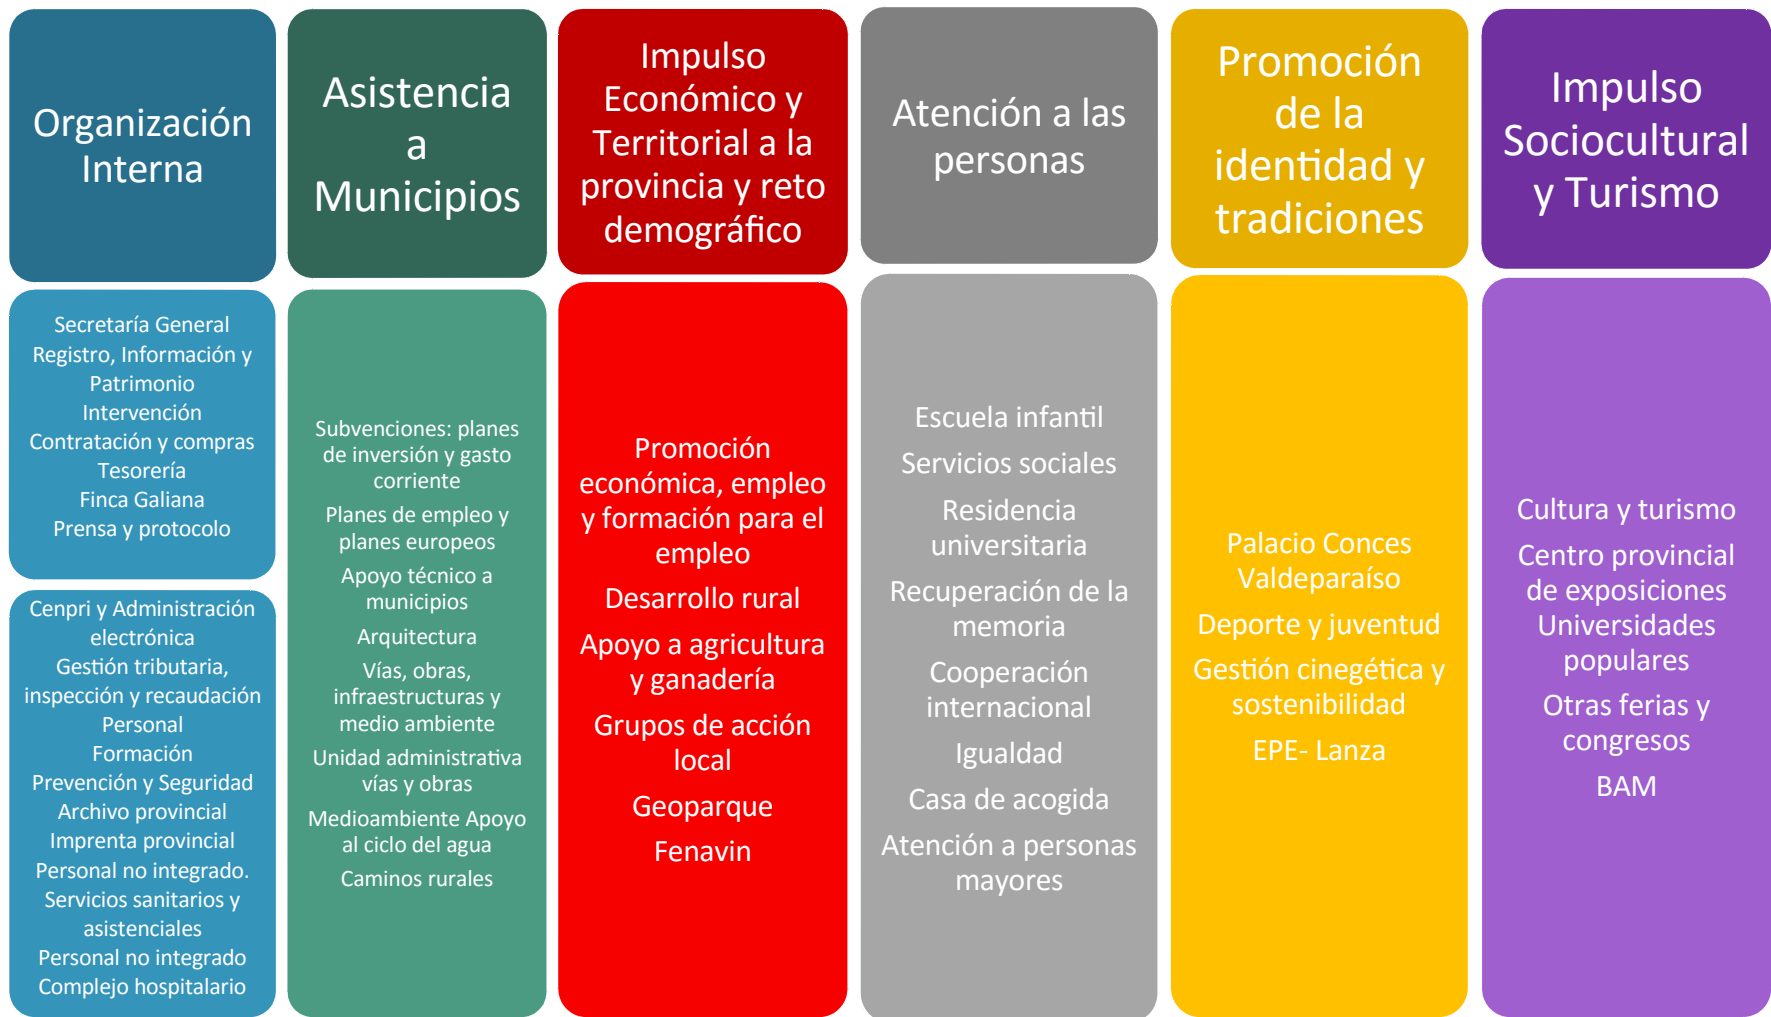 Organización
Interna
Secretaría General
Registro, Información y
Patrimonio
Intervención
Contratación y compras
Tesorería
Finca Galiana
Prensa y protocolo
Cenpri y Administración
electrónica
Gestión tributaria,
inspección y recaudación
Personal
Formación
Prevención y Seguridad
Archivo provincial
Imprenta provincial
Personal no integrado.
Servicios sanitarios y
asistenciales
Personal no integrado
Complejo hospitalario
Asistencia
a
Municipios
Subvenciones: planes
de inversión y gasto
corriente
Planes de empleo y
planes europeos
Apoyo técnico a
municipios
Arquitectura
Vías, obras,
infraestructuras y
medio ambiente
Unidad administrativa
vías y obras
Medioambiente Apoyo
al ciclo del agua
Caminos rurales
Impulso
Económico y
Territorial a la
provincia y reto
demográfico
Promoción
económica, empleo
y formación para el
empleo
Desarrollo rural
Apoyo a agricultura
y ganadería
Grupos de acción
local
Geoparque
Fenavin
Atención a las
personas
Escuela infantil
Servicios sociales
Residencia
universitaria
Recuperación de la
memoria
Cooperación
internacional
Igualdad
Casa de acogida
Atención a personas
mayores
Promoción
de la
identidad y
tradiciones
Palacio Conces
Valdeparaíso
Deporte y juventud
Gestión cinegética y
sostenibilidad
EPE- Lanza
Impulso
Sociocultural
y Turismo
Cultura y turismo
Centro provincial
de exposiciones
Universidades
populares
Otras ferias y
congresos
BAM